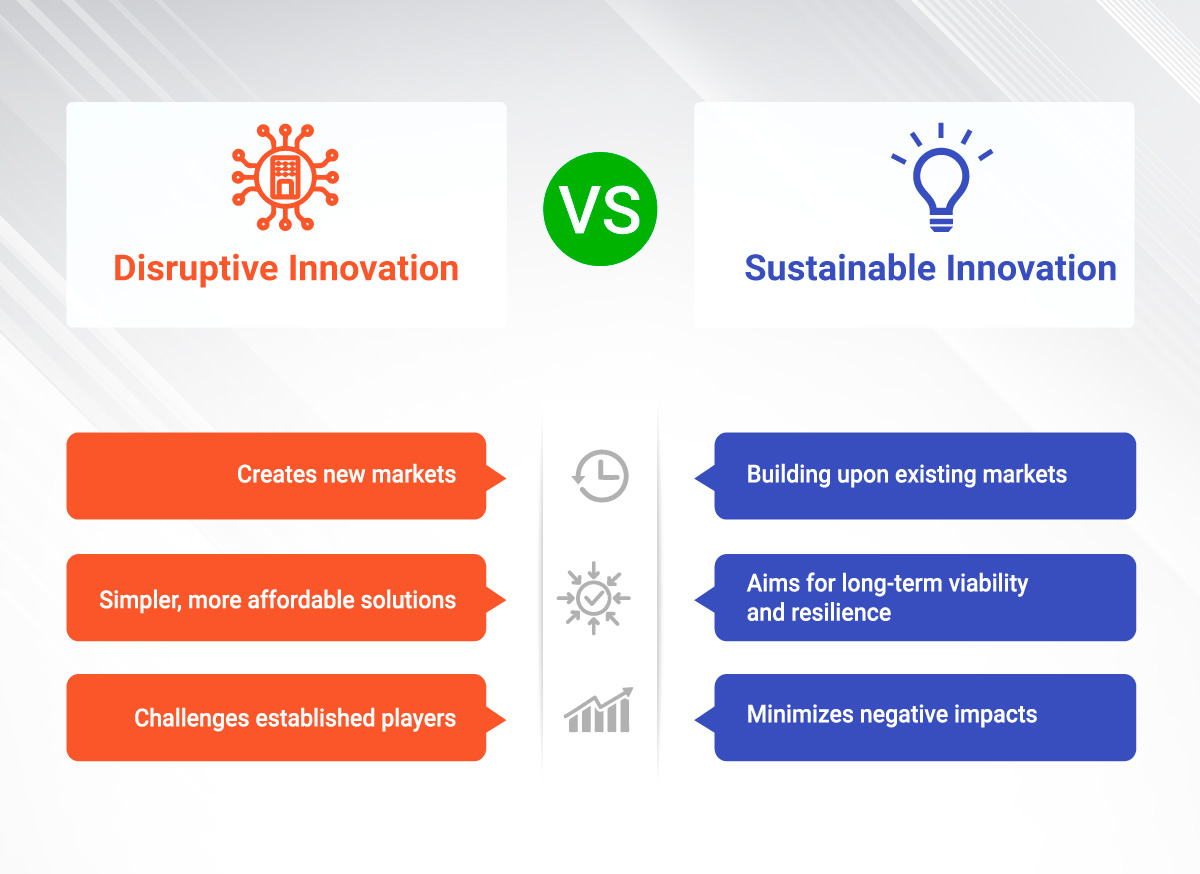 Disruptive Innovation
VS
Sustainable Innovation
Creates new markets
Building upon existing markets
Simpler, more affordable solutions
Aims for long-term viability
and resilience
Challenges established players
Minimizes negative impacts